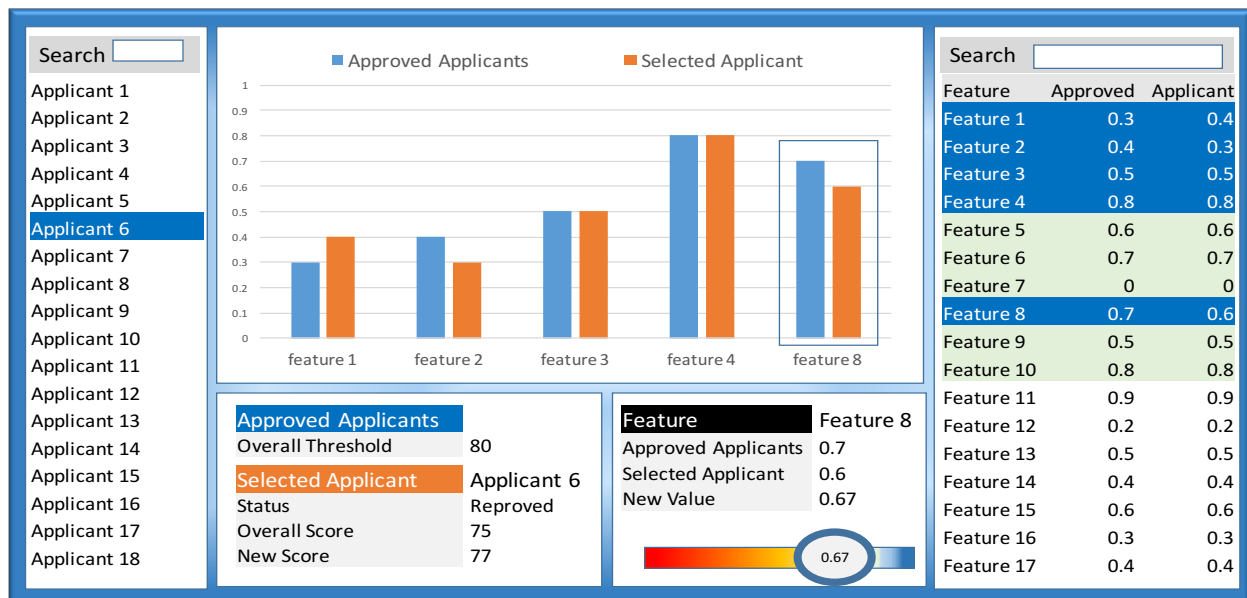 Search
Applicant 1
Applicant 2
Applicant 3
Applicant 4
Applicant 5
Applicant 6
Applicant 7
Applicant 8
Applicant 9
Applicant 10
Applicant 11
Applicant 12
Applicant 13
Applicant 14
Applicant 15
Applicant 16
Applicant 17
Applicant 18
Approved Applicants Selected Applicant
1
0.9
0.8
0.7
0.6
0.5
0.4
0.3
0.2
0.1
0
feature 1 feature 2 feature 3 feature 4 feature 8
Approved Applicants
Overall Threshold 80
Selected Applicant Applicant 6
Status Reproved
Overall Score 75
New Score 77
Feature Feature 8
Approved Applicants 0.7
Selected Applicant 0.6
New Value 0.67
0.67
Search
Feature Approved Applicant
Feature 1 0.3 0.4
Feature 2 0.4 0.3
Feature 3 0.5 0.5
Feature 4 0.8 0.8
Feature 5 0.6 0.6
Feature 6 0.7 0.7
Feature 7 0 0
Feature 8 0.7 0.6
Feature 9 0.5 0.5
Feature 10 0.8 0.8
Feature 11 0.9 0.9
Feature 12 0.2 0.2
Feature 13 0.5 0.5
Feature 14 0.4 0.4
Feature 15 0.6 0.6
Feature 16 0.3 0.3
Feature 17 0.4 0.4